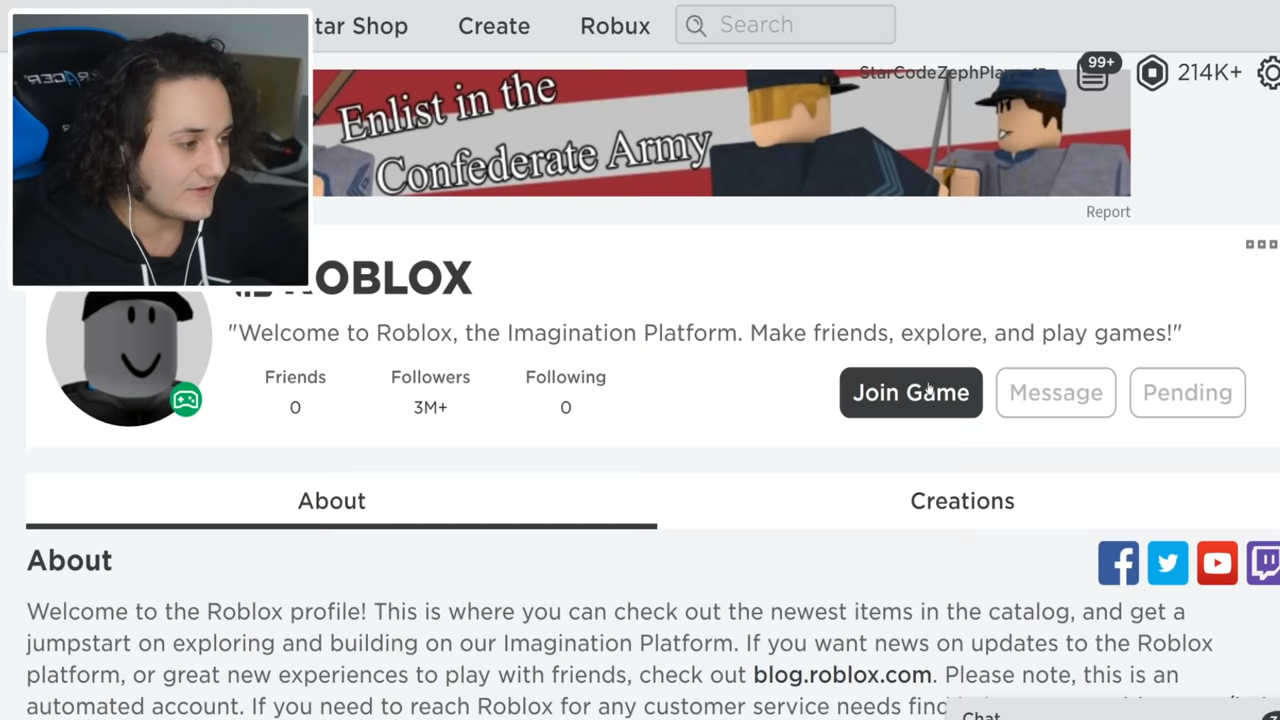 tar Shop Create Robux Search
StarCodeZephPlay 99+ 214K+
Enlist in the
Confederate Army
Report
ROBLOX
"Welcome to Roblox, the Imagination Platform. Make friends, explore, and play games!"
Friends Followers Following
0 3M+ 0
Join Game Message Pending
About Creations
About
Welcome to the Roblox profile! This is where you can check out the newest items in the catalog, and get a
jumpstart on exploring and building on our Imagination Platform. If you want news on updates to the Roblox
platform, or great new experiences to play with friends, check out blog.roblox.com. Please note, this is an
automated account. If you need to reach Roblox for any customer service needs find
Chat